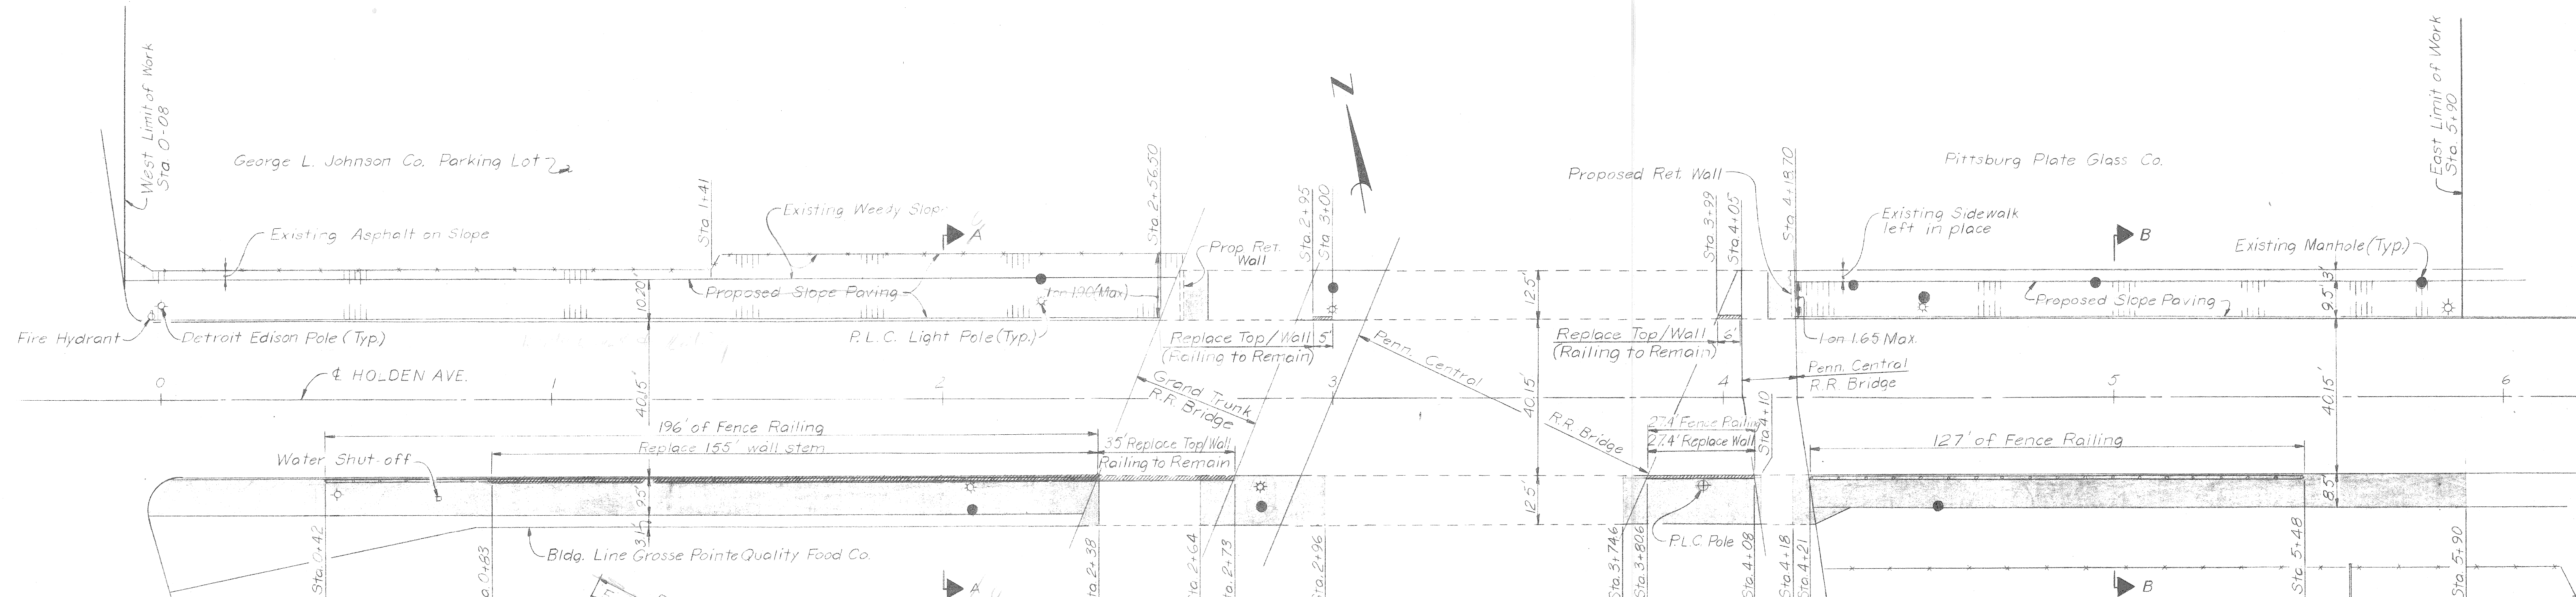 West Limit of Work
Sta 0-08
George L. Johnson Co. Parking Lot
Existing Asphalt on Slope
Sta 1+41
Existing Weedy Slope
A
Sta 2+56.50
Prop. Ret.
Wall
Sta 2+95
Sta 3+00
N
Proposed Ret. Wall
Sta 3+99
Sta. 4+05
Sta 4+18.70
Pittsburg Plate Glass Co.
Existing Sidewalk
left in place
B
Existing Manhole (Typ.)
East Limit of Work
Sta. 5+90
Proposed Slope Paving
1 on 1.90 (Max)
10.20'
12.5'
Proposed Slope Paving
9.5'
3'
Fire Hydrant
Detroit Edison Pole (Typ.)
P.L.C. Light Pole (Typ.)
Replace Top/Wall
5'
(Railing to Remain)
Penn. Central
Replace Top/Wall
6'
(Railing to Remain)
1 on 1.65 Max.
Penn. Central
R.R. Bridge
℄ HOLDEN AVE.
0
1
2
3
4
5
6
40.15'
Grand Trunk
R.R. Bridge
40.15'
40.15'
R.R. Bridge
196' of Fence Railing
Replace 155' wall stem
35' Replace Top/Wall
Railing to Remain
27.4' Fence Railing
27.4' Replace Wall
Sta 4+10
127' of Fence Railing
Water Shut-off
12.5'
8.5'
P.L.C. Pole
Bldg. Line Grosse Pointe Quality Food Co.
Sta. 0+42
Sta. 0+83
Sta. 2+38
Sta. 2+64
Sta. 2+73
Sta. 2+96
Sta. 3+74.6
Sta. 3+80.6
Sta. 4+08
Sta. 4+18
Sta. 4+21
Sta 5+48
Sta. 5+90
A
B